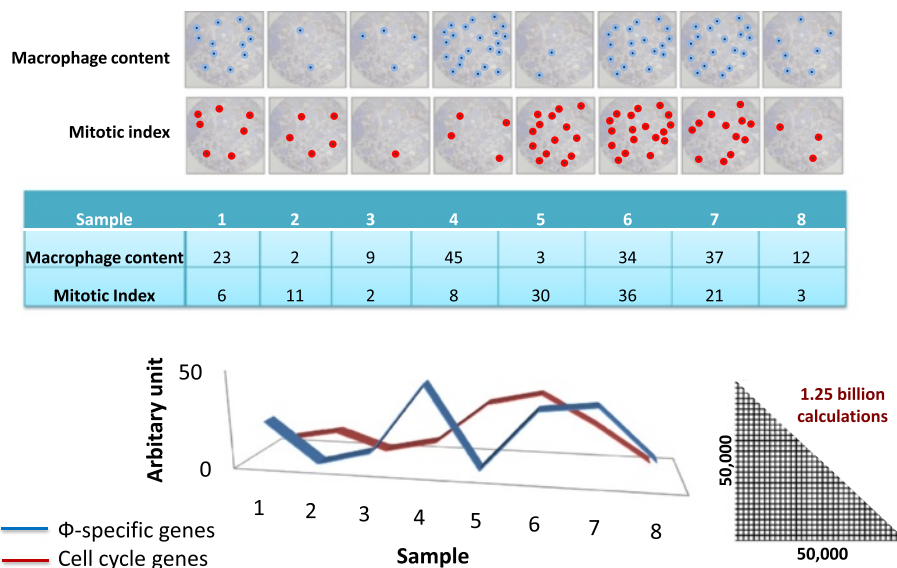 Macrophage content
Mitotic index
Sample 1 2 3 4 5 6 7 8
Macrophage content 23 2 9 45 3 34 37 12
Mitotic Index 6 11 2 8 30 36 21 3
Arbitary unit
50
0
1 2 3 4 5 6 7 8
Sample
Φ-specific genes
Cell cycle genes
1.25 billion
calculations
50,000
50,000